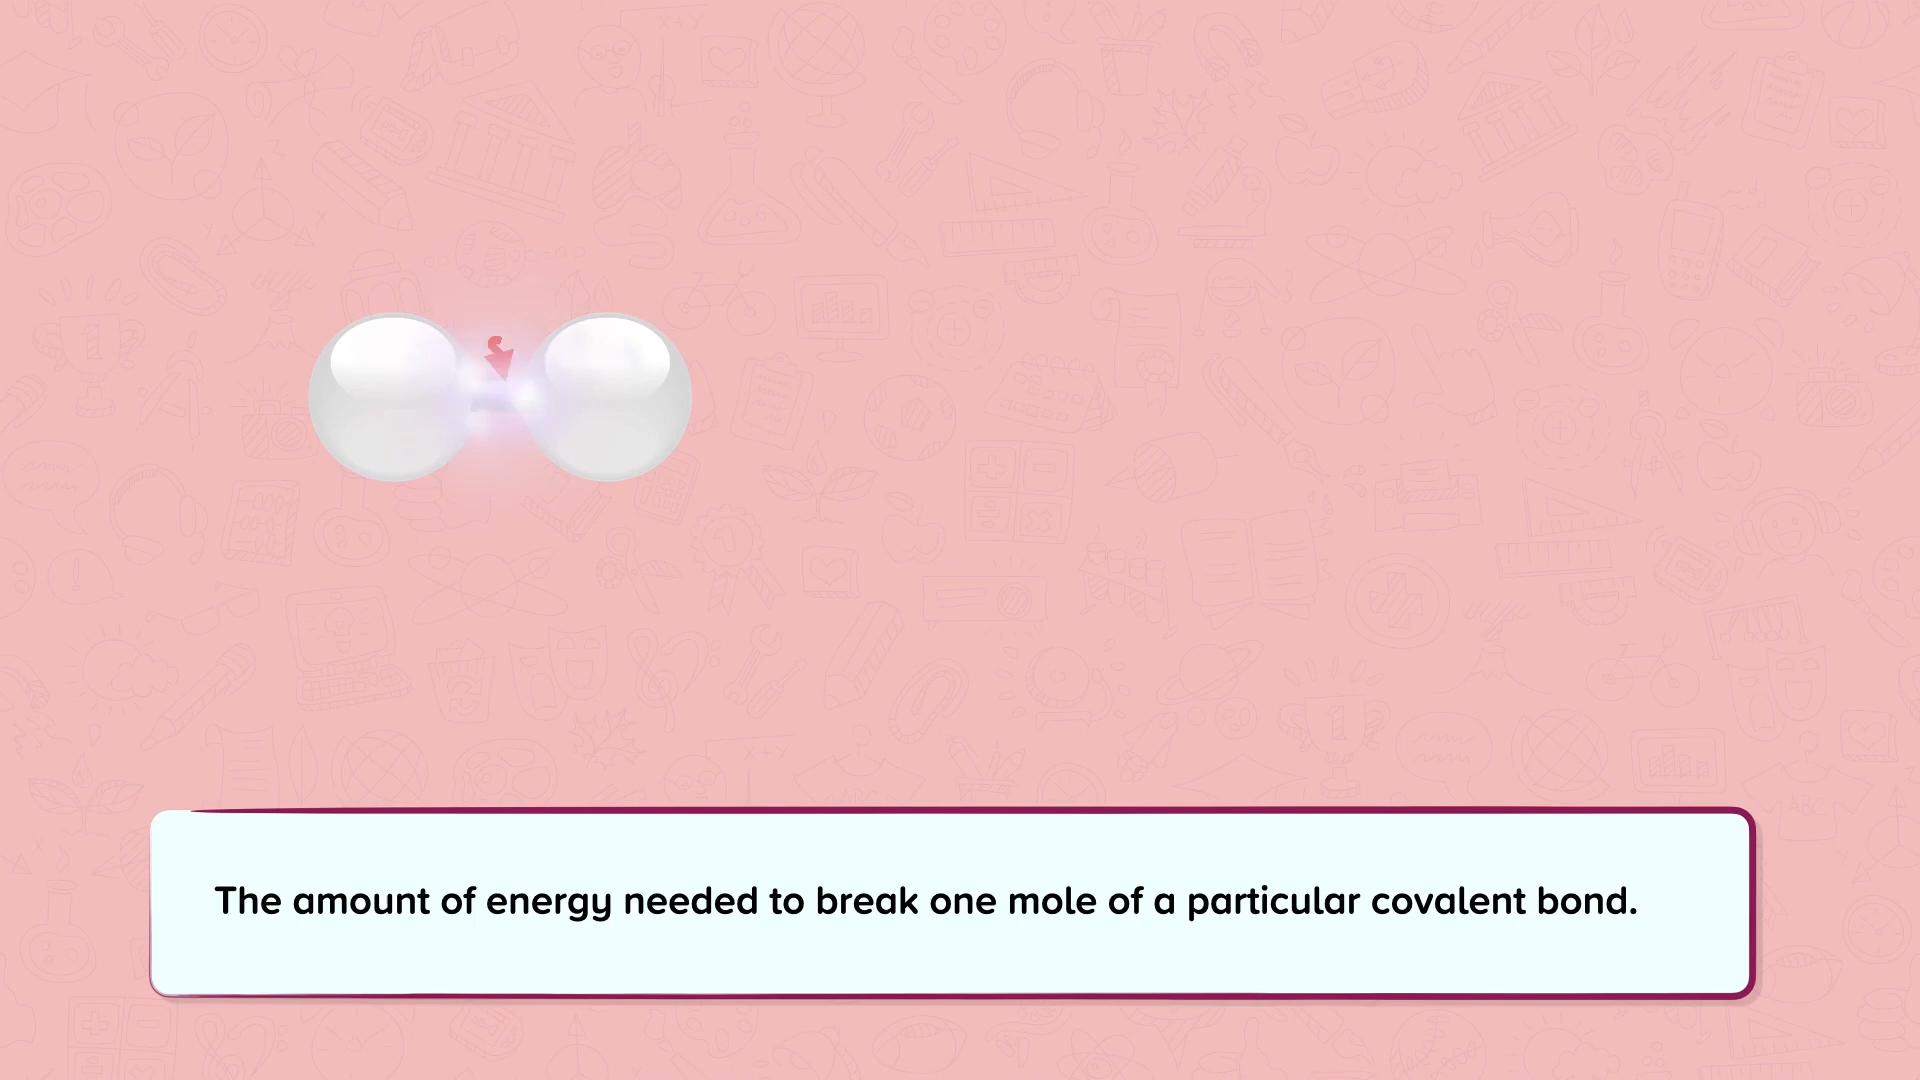 The amount of energy needed to break one mole of a particular covalent bond.